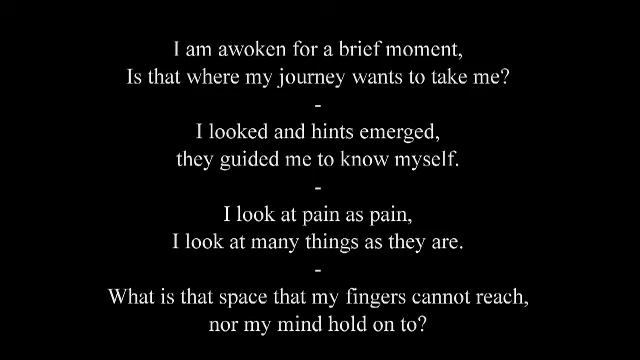 I am awoken for a brief moment,
Is that where my journey wants to take me?
-
I looked and hints emerged,
they guided me to know myself.
-
I look at pain as pain,
I look at many things as they are.
-
What is that space that my fingers cannot reach,
nor my mind hold on to?